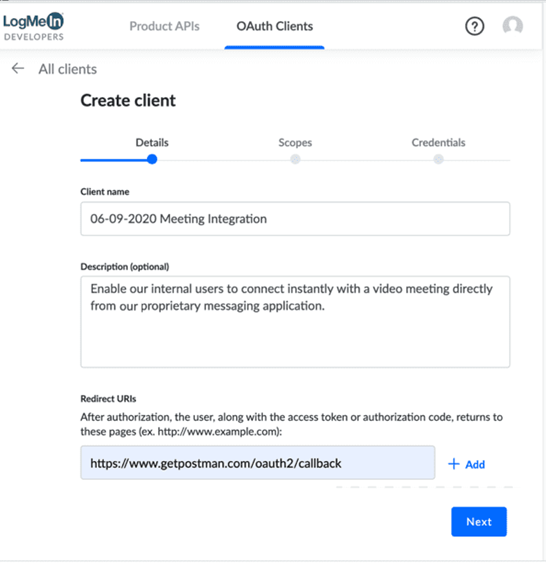 LogMeIn
DEVELOPERS
Product APIs
OAuth Clients
?
← All clients
Create client
Details
Scopes
Credentials
Client name
06-09-2020 Meeting Integration
Description (optional)
Enable our internal users to connect instantly with a video meeting directly
from our proprietary messaging application.
Redirect URIs
After authorization, the user, along with the access token or authorization code, returns to
these pages (ex. http://www.example.com):
https://www.getpostman.com/oauth2/callback
+ Add
Next